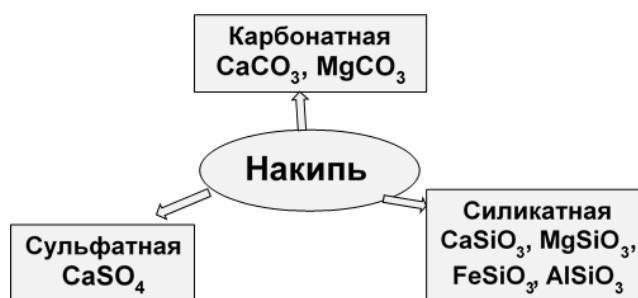 Карбонатная
CaCO₃, MgCO₃
Накипь
Сульфатная
CaSO₄
Силикатная
CaSiO₃, MgSiO₃,
FeSiO₃, AlSiO₃